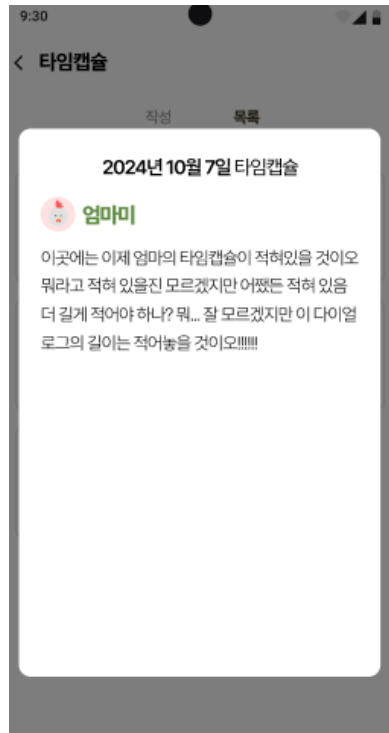 9:30
타임캡슐
작성 목록
2024년 10월 7일 타임캡슐
엄마미
이곳에는 이제 엄마의 타임캡슐이 적혀있을 것이오
뭐라고 적혀 있을진 모르겠지만 어쨌든 적혀 있음
더 길게 적어야 하나? 뭐... 잘 모르겠지만 이 다이얼
로그의 길이는 적어놓을 것이오!!!!!!